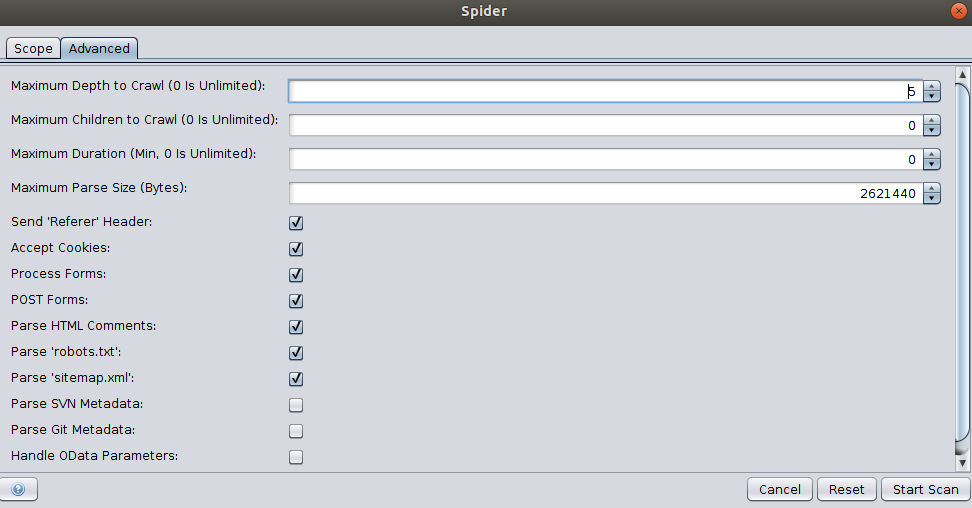 Spider
Scope Advanced
Maximum Depth to Crawl (0 Is Unlimited): 5
Maximum Children to Crawl (0 Is Unlimited): 0
Maximum Duration (Min, 0 Is Unlimited): 0
Maximum Parse Size (Bytes): 2621440
Send 'Referer' Header:
Accept Cookies:
Process Forms:
POST Forms:
Parse HTML Comments:
Parse 'robots.txt':
Parse 'sitemap.xml':
Parse SVN Metadata:
Parse Git Metadata:
Handle OData Parameters:
? Cancel Reset Start Scan